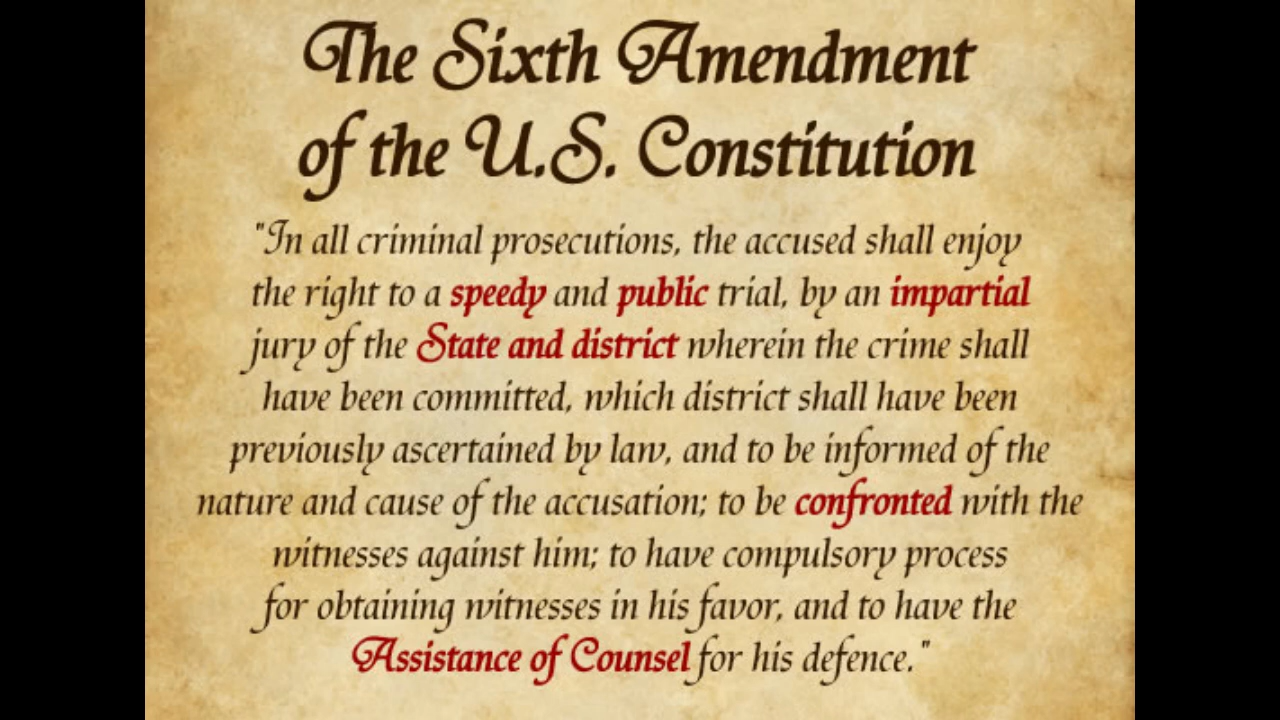 The Sixth Amendment
of the U.S. Constitution
"In all criminal prosecutions, the accused shall enjoy
the right to a speedy and public trial, by an impartial
jury of the State and district wherein the crime shall
have been committed, which district shall have been
previously ascertained by law, and to be informed of the
nature and cause of the accusation; to be confronted with the
witnesses against him; to have compulsory process
for obtaining witnesses in his favor, and to have the
Assistance of Counsel for his defence."